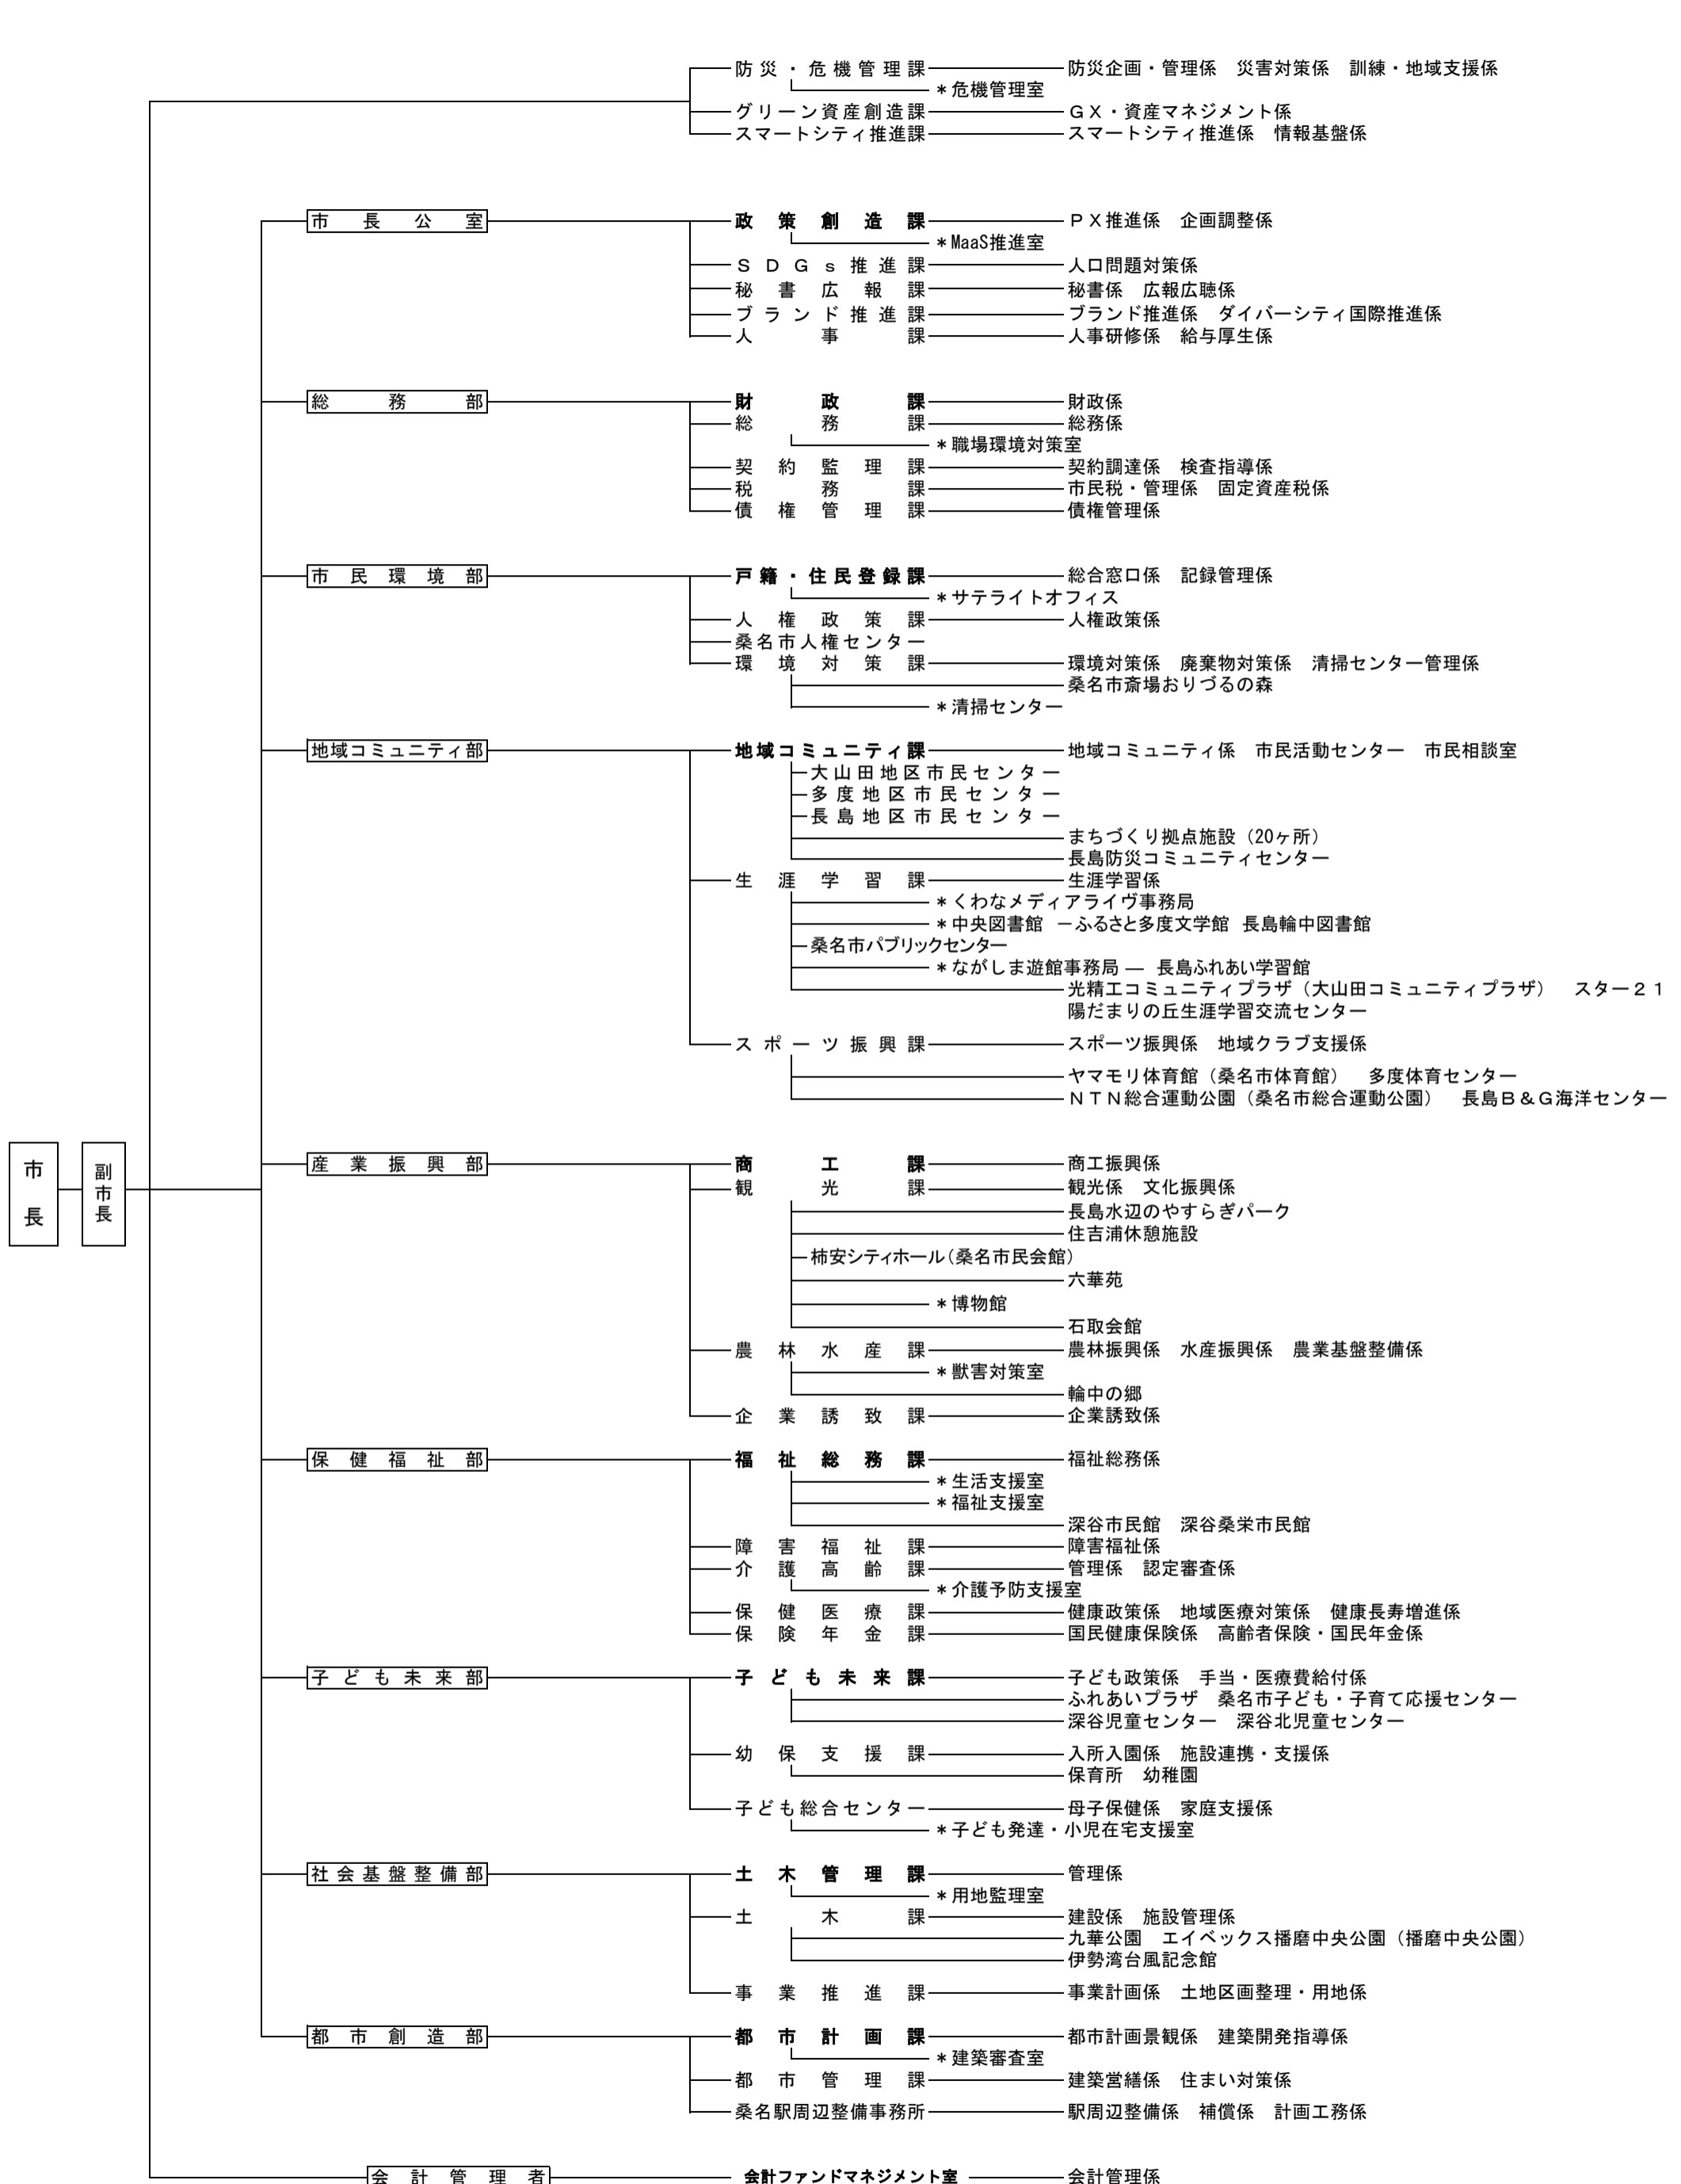 防災・危機管理課 防災企画・管理係 災害対策係 訓練・地域支援係
＊危機管理室
グリーン資産創造課 ＧＸ・資産マネジメント係
スマートシティ推進課 スマートシティ推進係 情報基盤係
市長公室 政策創造課 ＰＸ推進係 企画調整係
＊MaaS推進室
ＳＤＧｓ推進課 人口問題対策係
秘書広報課 秘書係 広報広聴係
ブランド推進課 ブランド推進係 ダイバーシティ国際推進係
人事課 人事研修係 給与厚生係
総務部 財政課 財政係
総務課 総務係
＊職場環境対策室
契約監理課 契約調達係 検査指導係
税務課 市民税・管理係 固定資産税係
債権管理課 債権管理係
市民環境部 戸籍・住民登録課 総合窓口係 記録管理係
＊サテライトオフィス
人権政策課 人権政策係
桑名市人権センター
環境対策課 環境対策係 廃棄物対策係 清掃センター管理係
桑名市斎場おりづるの森
＊清掃センター
地域コミュニティ部 地域コミュニティ課 地域コミュニティ係 市民活動センター 市民相談室
大山田地区市民センター
多度地区市民センター
長島地区市民センター
まちづくり拠点施設（20ヶ所）
長島防災コミュニティセンター
生涯学習課 生涯学習係
＊くわなメディアライヴ事務局
＊中央図書館 －ふるさと多度文学館 長島輪中図書館
桑名市パブリックセンター
＊ながしま遊館事務局 ― 長島ふれあい学習館
光精工コミュニティプラザ（大山田コミュニティプラザ） スター２１
陽だまりの丘生涯学習交流センター
スポーツ振興課 スポーツ振興係 地域クラブ支援係
ヤマモリ体育館（桑名市体育館） 多度体育センター
ＮＴＮ総合運動公園（桑名市総合運動公園） 長島Ｂ＆Ｇ海洋センター
市長 副市長
産業振興部 商工課 商工振興係
観光課 観光係 文化振興係
長島水辺のやすらぎパーク
住吉浦休憩施設
柿安シティホール（桑名市民会館）
六華苑
＊博物館
石取会館
農林水産課 農林振興係 水産振興係 農業基盤整備係
＊獣害対策室
輪中の郷
企業誘致課 企業誘致係
保健福祉部 福祉総務課 福祉総務係
＊生活支援室
＊福祉支援室
深谷市民館 深谷桑栄市民館
障害福祉課 障害福祉係
介護高齢課 管理係 認定審査係
＊介護予防支援室
保健医療課 健康政策係 地域医療対策係 健康長寿増進係
保険年金課 国民健康保険係 高齢者保険・国民年金係
子ども未来部 子ども未来課 子ども政策係 手当・医療費給付係
ふれあいプラザ 桑名市子ども・子育て応援センター
深谷児童センター 深谷北児童センター
幼保支援課 入所入園係 施設連携・支援係
保育所 幼稚園
子ども総合センター 母子保健係 家庭支援係
＊子ども発達・小児在宅支援室
社会基盤整備部 土木管理課 管理係
＊用地監理室
土木課 建設係 施設管理係
九華公園 エイベックス播磨中央公園（播磨中央公園）
伊勢湾台風記念館
事業推進課 事業計画係 土地区画整理・用地係
都市創造部 都市計画課 都市計画景観係 建築開発指導係
＊建築審査室
都市管理課 建築営繕係 住まい対策係
桑名駅周辺整備事務所 駅周辺整備係 補償係 計画工務係
会計管理者 会計ファンドマネジメント室 会計管理係